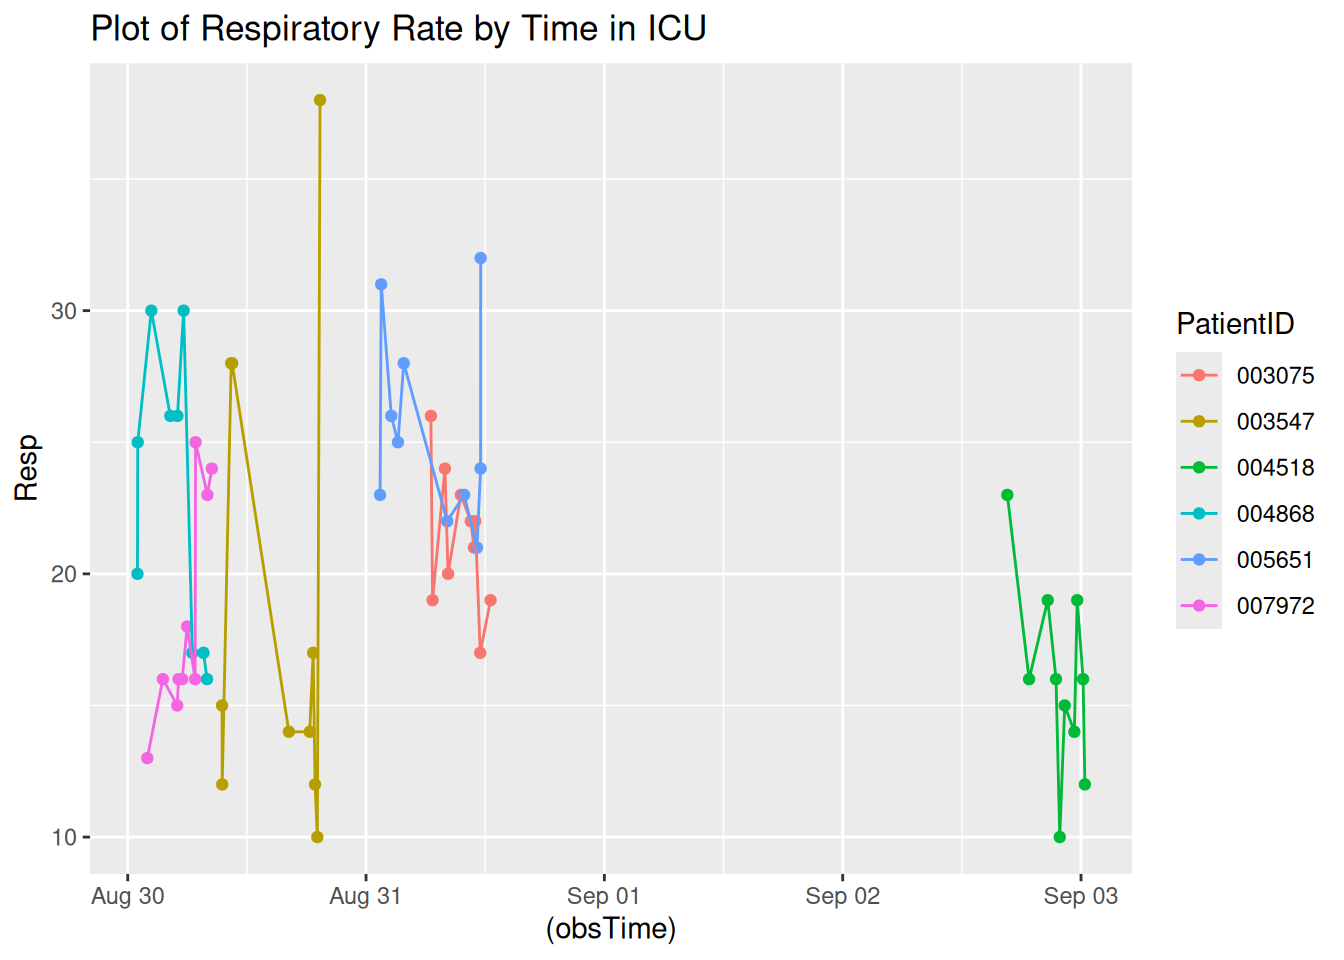 Plot of Respiratory Rate by Time in ICU
Resp
30
20
10
Aug 30 Aug 31 Sep 01 Sep 02 Sep 03
(obsTime)
PatientID
003075
003547
004518
004868
005651
007972